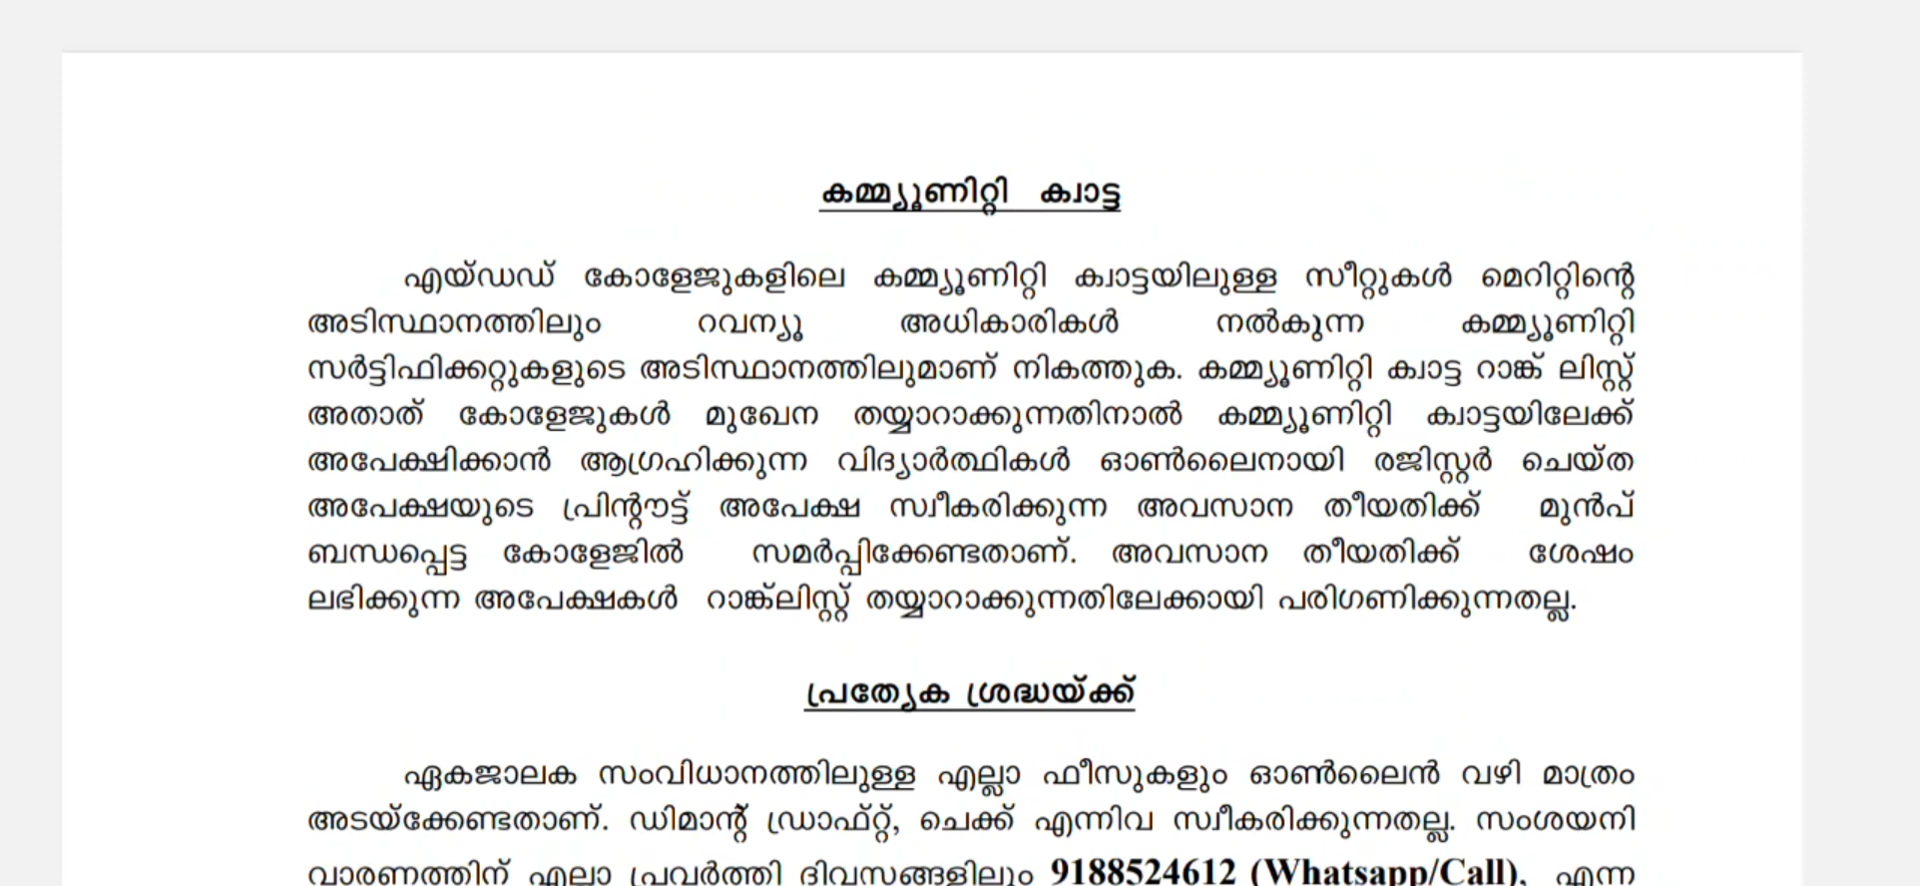 കമ്മ്യൂണിറ്റി ക്വാട്ട
എയ്ഡഡ് കോളേജുകളിലെ കമ്മ്യൂണിറ്റി ക്വാട്ടയിലുള്ള സീറ്റുകൾ മെറിറ്റിന്റെ
അടിസ്ഥാനത്തിലും റവന്യൂ അധികാരികൾ നൽകുന്ന കമ്മ്യൂണിറ്റി
സർട്ടിഫിക്കറ്റുകളുടെ അടിസ്ഥാനത്തിലുമാണ് നികത്തുക. കമ്മ്യൂണിറ്റി ക്വാട്ട റാങ്ക് ലിസ്റ്റ്
അതാത് കോളേജുകൾ മുഖേന തയ്യാറാക്കുന്നതിനാൽ കമ്മ്യൂണിറ്റി ക്വാട്ടയിലേക്ക്
അപേക്ഷിക്കാൻ ആഗ്രഹിക്കുന്ന വിദ്യാർത്ഥികൾ ഓൺലൈനായി രജിസ്റ്റർ ചെയ്ത
അപേക്ഷയുടെ പ്രിന്റൗട്ട് അപേക്ഷ സ്വീകരിക്കുന്ന അവസാന തീയതിക്ക് മുൻപ്
ബന്ധപ്പെട്ട കോളേജിൽ സമർപ്പിക്കേണ്ടതാണ്. അവസാന തീയതിക്ക് ശേഷം
ലഭിക്കുന്ന അപേക്ഷകൾ റാങ്ക്ലിസ്റ്റ് തയ്യാറാക്കുന്നതിലേക്കായി പരിഗണിക്കുന്നതല്ല.
പ്രത്യേക ശ്രദ്ധയ്ക്ക്
ഏകജാലക സംവിധാനത്തിലുള്ള എല്ലാ ഫീസുകളും ഓൺലൈൻ വഴി മാത്രം
അടയ്ക്കേണ്ടതാണ്. ഡിമാന്റ് ഡ്രാഫ്റ്റ്, ചെക്ക് എന്നിവ സ്വീകരിക്കുന്നതല്ല. സംശയനി
വാരണത്തിന് എല്ലാ പ്രവർത്തി ദിവസങ്ങളിലും 9188524612 (Whatsapp/Call), എന്ന